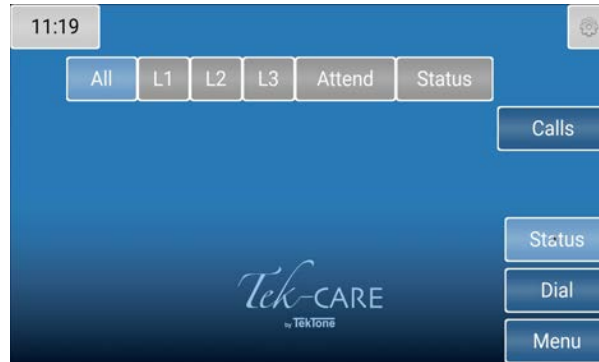 11:19
All L1 L2 L3 Attend Status
Calls
Status
Dial
Menu
Tek-CARE
by TekTone